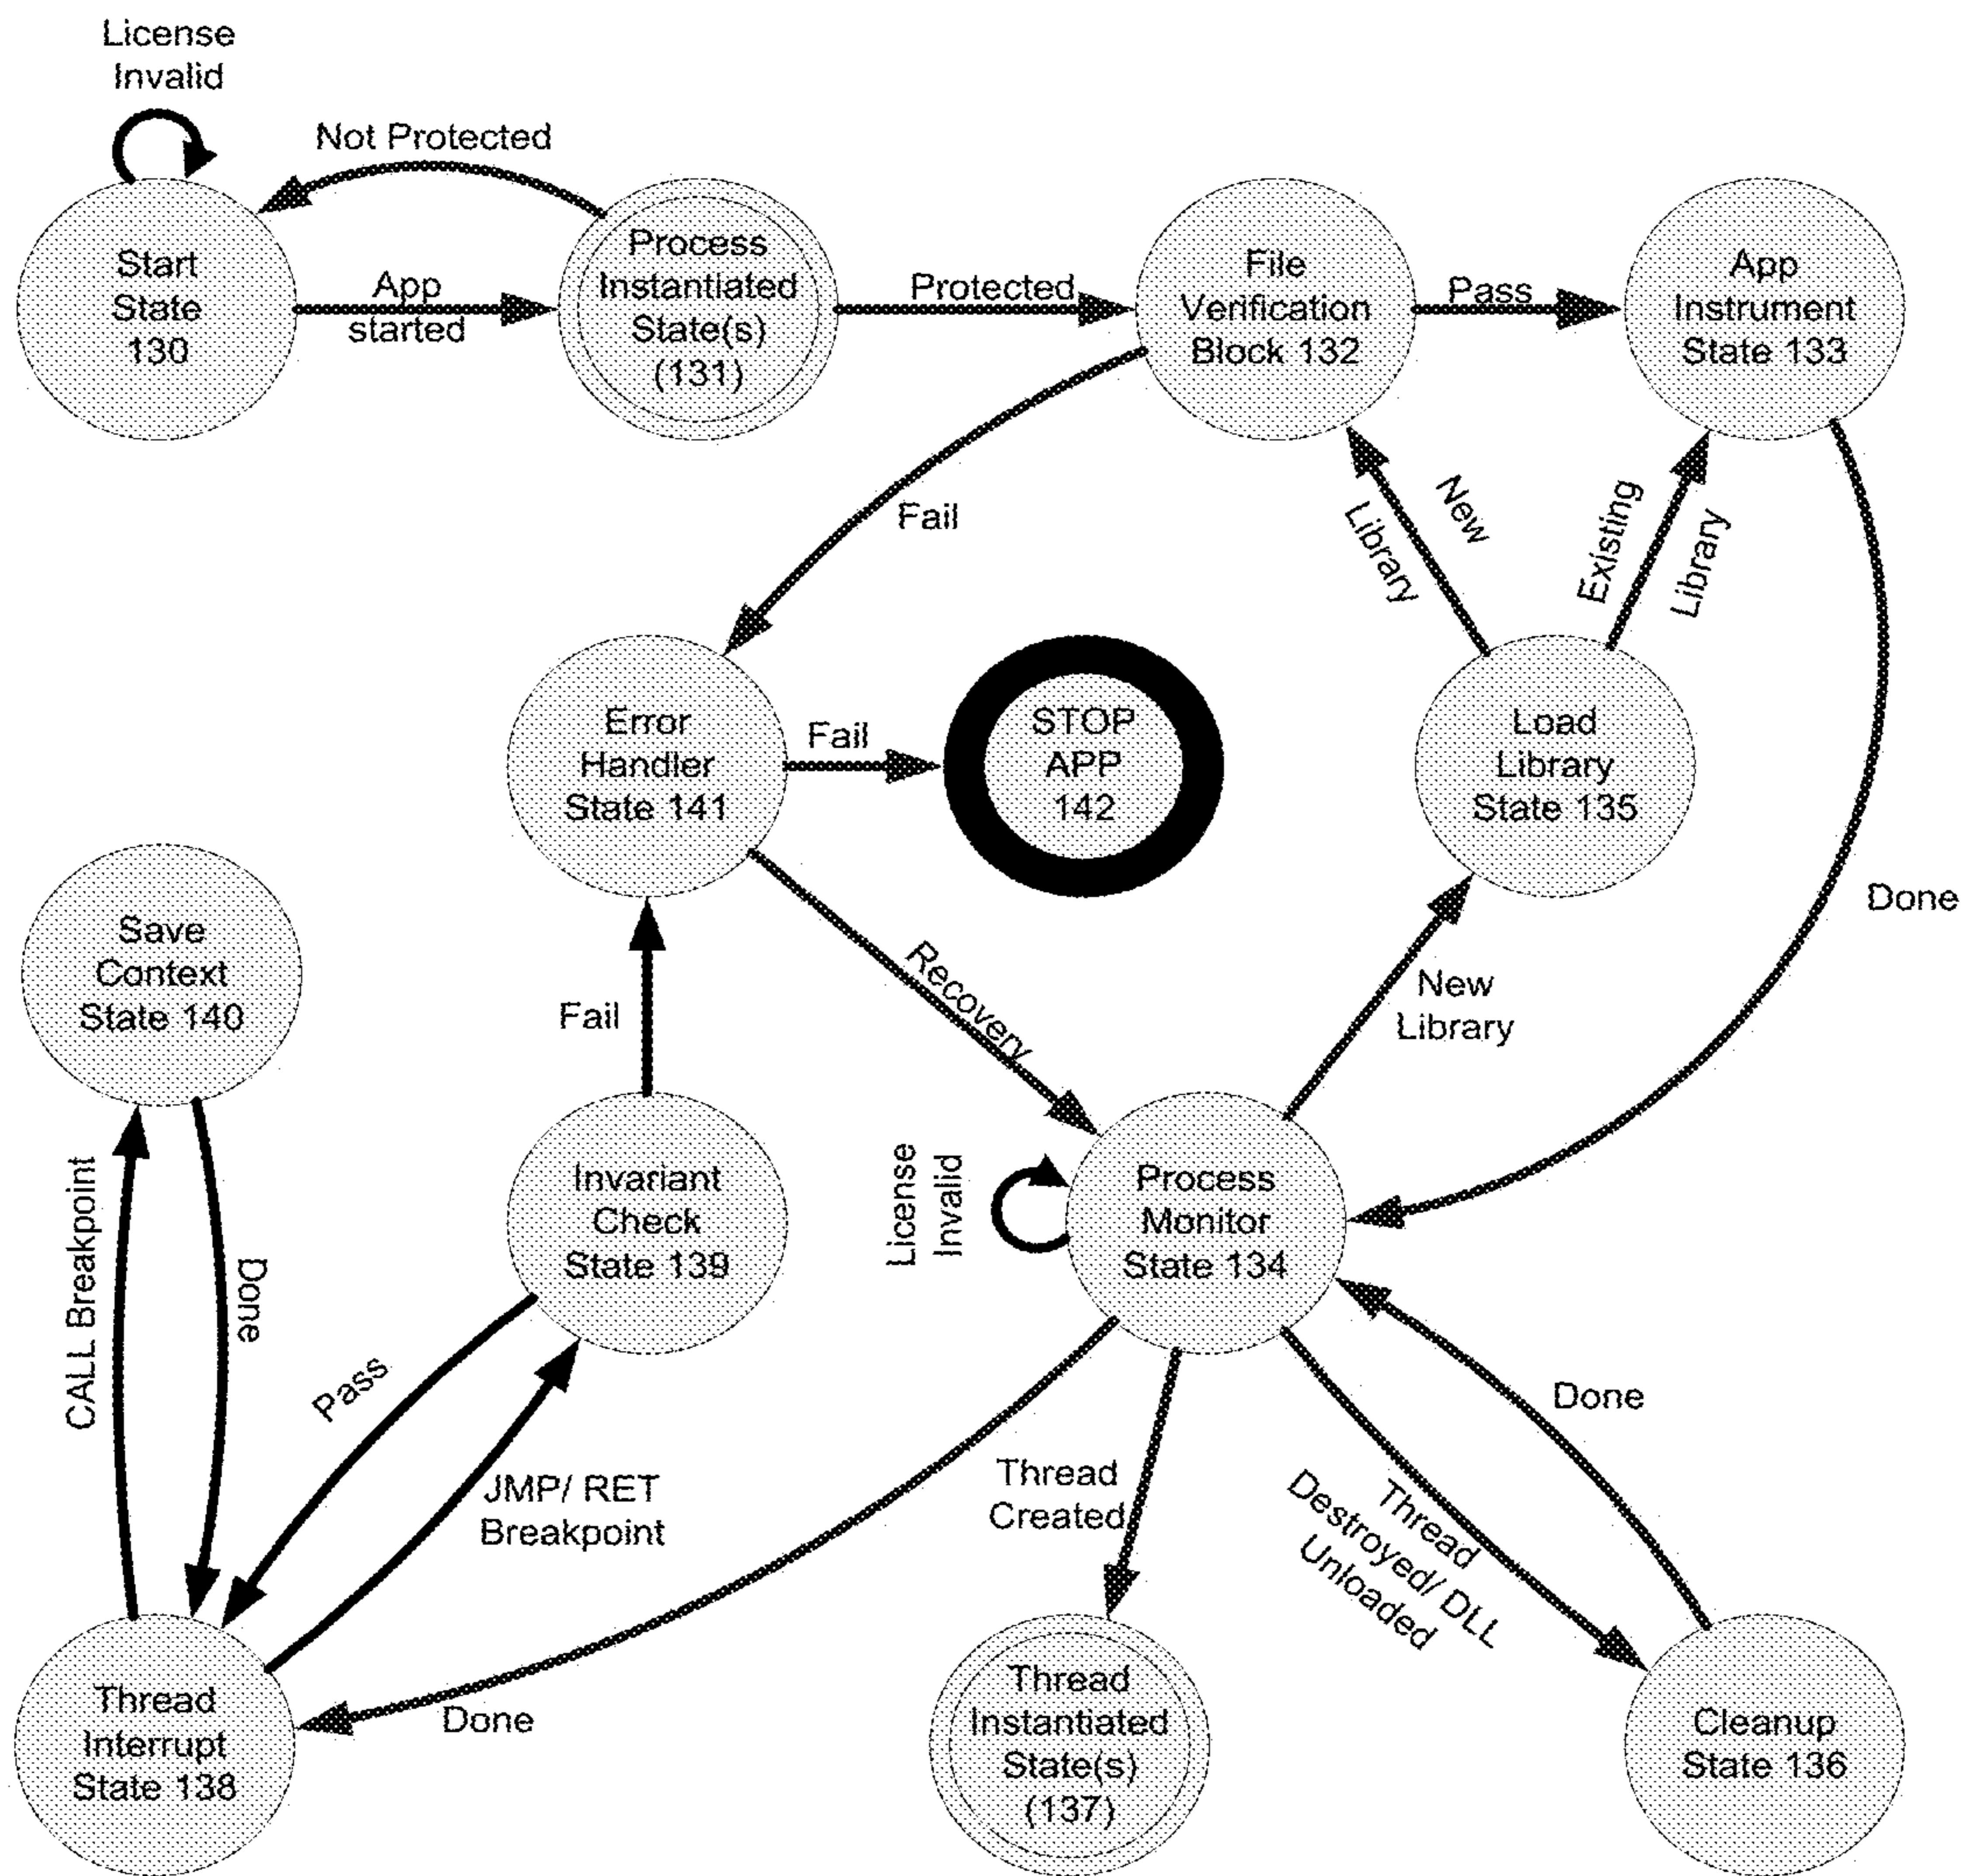 License
Invalid
Not Protected
Start
State
130
App
started
Process
Instantiated
State(s)
(131)
Protected
File
Verification
Block 132
Pass
App
Instrument
State 133
Fail
New
Library
Existing
Library
Error
Handler
State 141
Fail
STOP
APP
142
Load
Library
State 135
Done
Save
Context
State 140
Fail
Recovery
New
Library
CALL Breakpoint
Done
Invariant
Check
State 139
License
Invalid
Process
Monitor
State 134
Pass
JMP/ RET
Breakpoint
Thread
Created
Thread
Destroyed/ DLL
Unloaded
Done
Thread
Interrupt
State 138
Done
Thread
Instantiated
State(s)
(137)
Cleanup
State 136